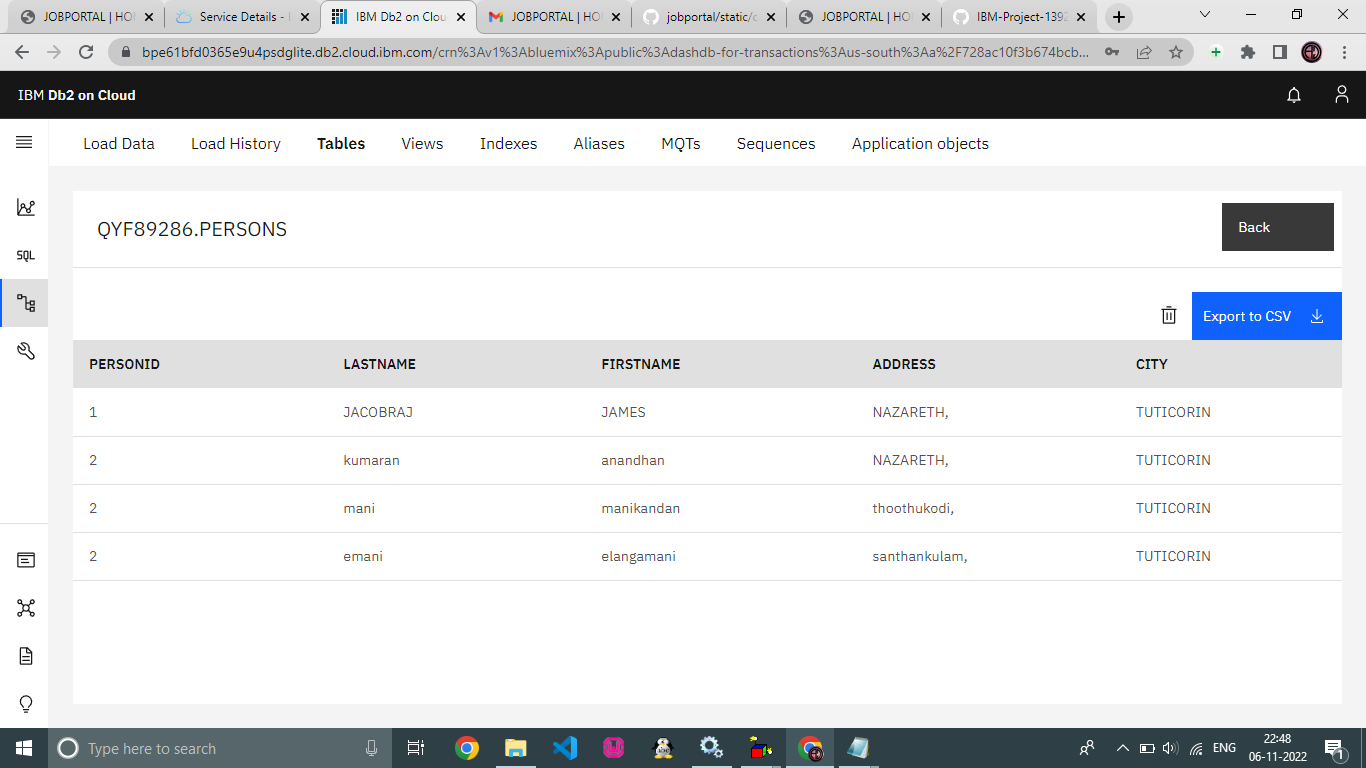 JOBPORTAL | HO
Service Details -
IBM Db2 on Clou
JOBPORTAL | HO
jobportal/static/c
JOBPORTAL | HO
IBM-Project-1392
bpe61bfd0365e9u4psdglite.db2.cloud.ibm.com/crn%3Av1%3Abluemix%3Apublic%3Adashdb-for-transactions%3Aus-south%3Aa%2F728ac10f3b674bcb...
IBM Db2 on Cloud
Load Data Load History Tables Views Indexes Aliases MQTs Sequences Application objects
SQL
QYF89286.PERSONS
Back
Export to CSV
PERSONID LASTNAME FIRSTNAME ADDRESS CITY
1 JACOBRAJ JAMES NAZARETH, TUTICORIN
2 kumaran anandhan NAZARETH, TUTICORIN
2 mani manikandan thoothukodi, TUTICORIN
2 emani elangamani santhankulam, TUTICORIN
Type here to search
ENG
22:48
06-11-2022
1